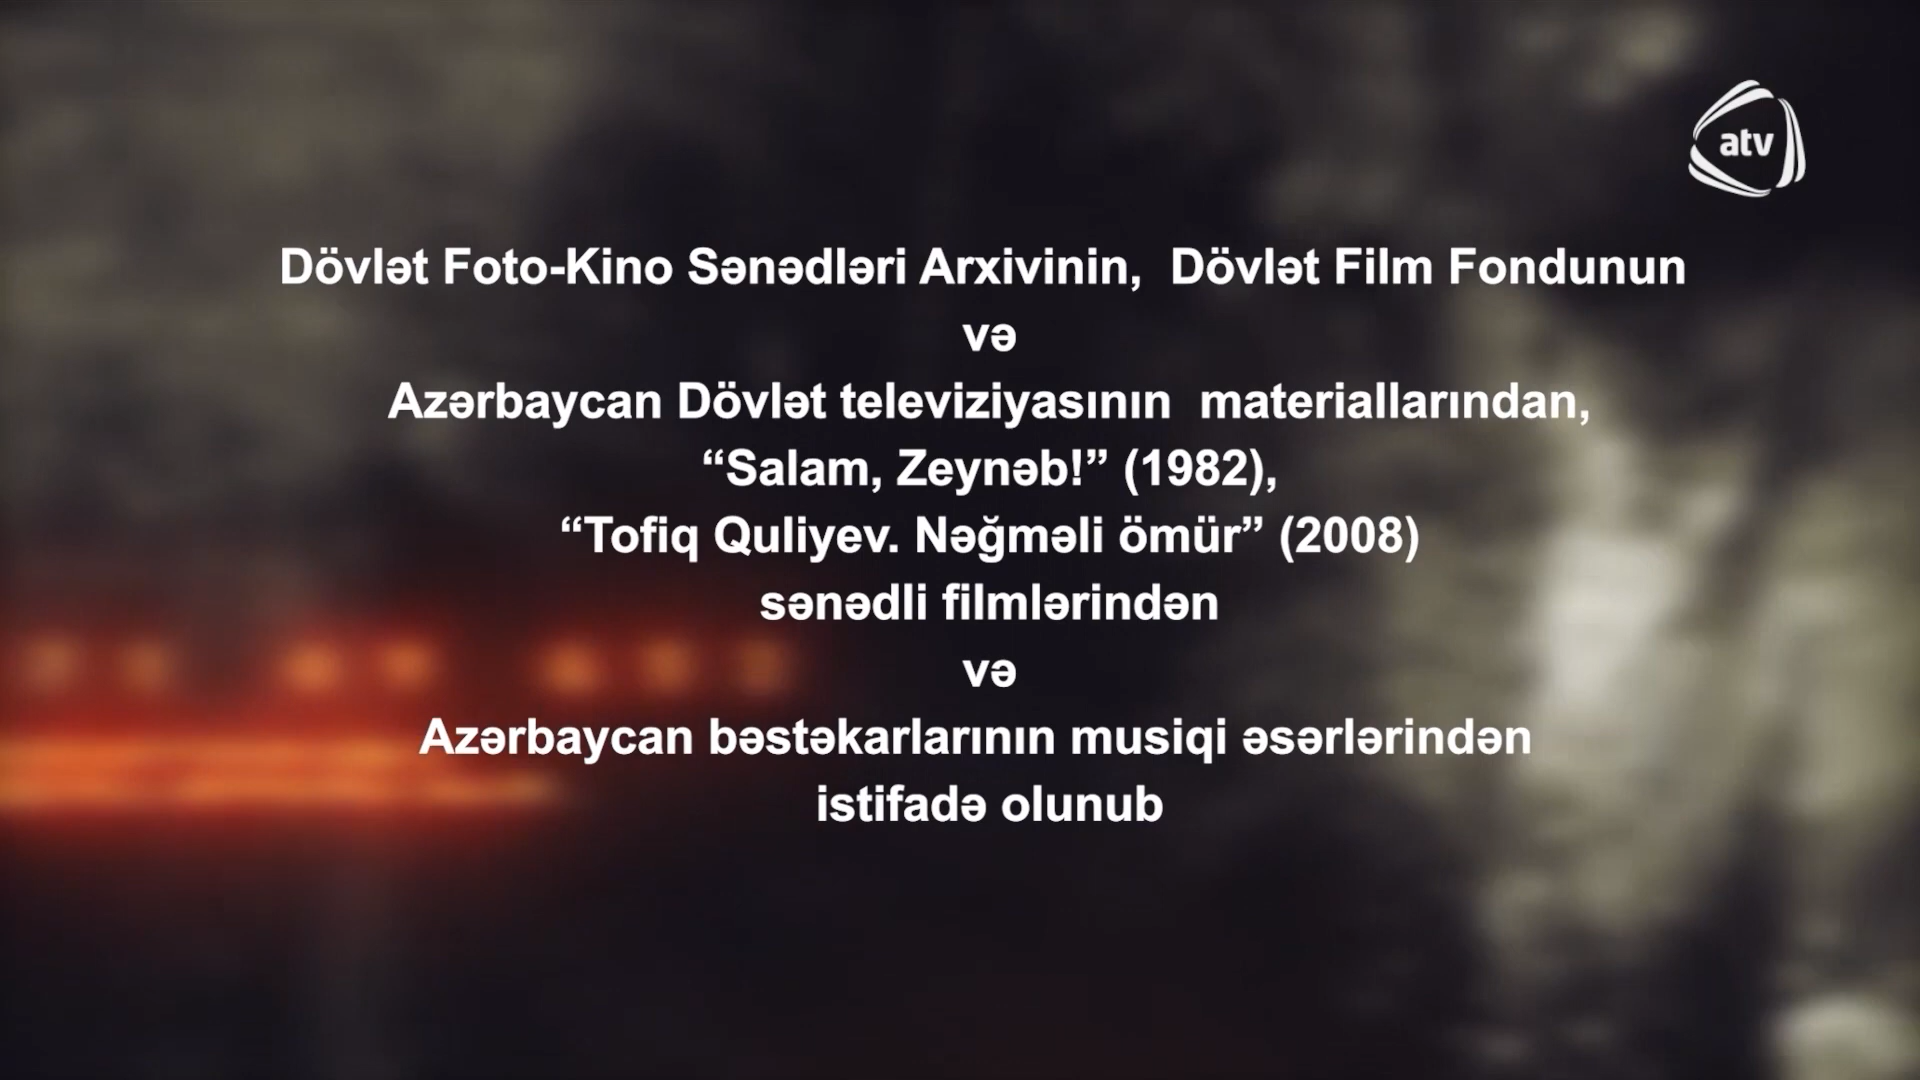 atv
Dövlət Foto-Kino Sənədləri Arxivinin,  Dövlət Film Fondunun
və
Azərbaycan Dövlət televiziyasının  materiallarından,
“Salam, Zeynəb!” (1982),
“Tofiq Quliyev. Nəğməli ömür” (2008)
sənədli filmlərindən
və
Azərbaycan bəstəkarlarının musiqi əsərlərindən
istifadə olunub